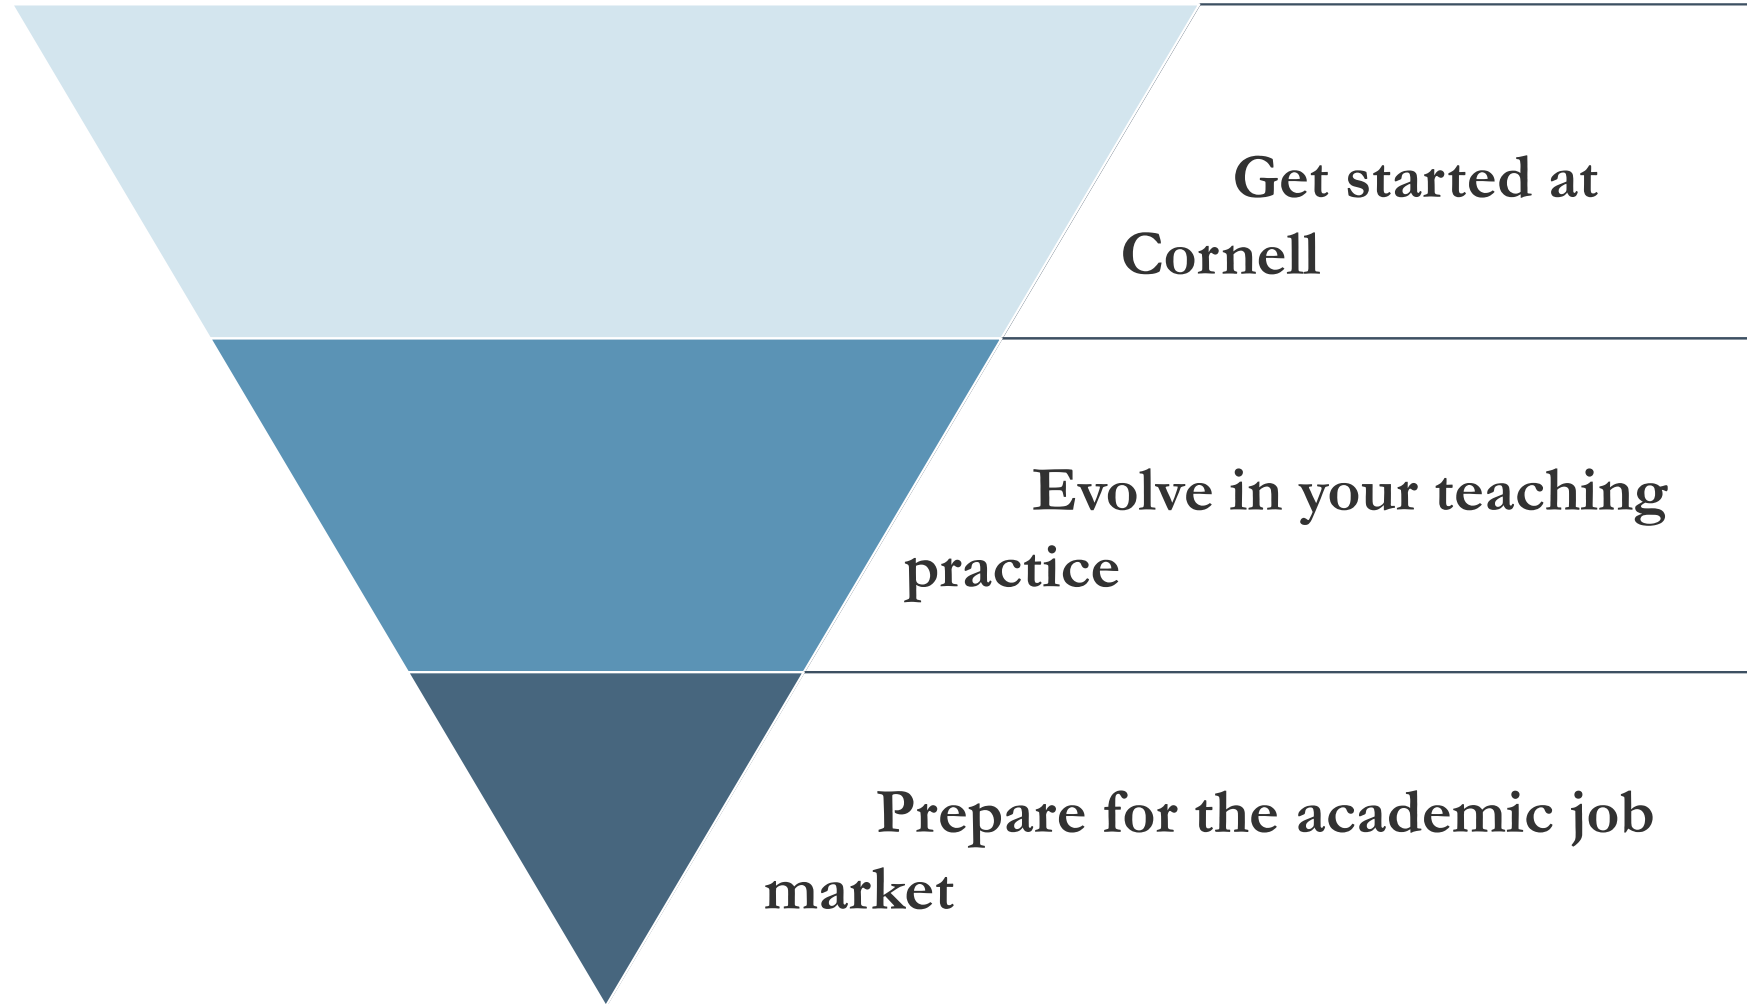 Get started at
Cornell
Evolve in your teaching
practice
Prepare for the academic job
market